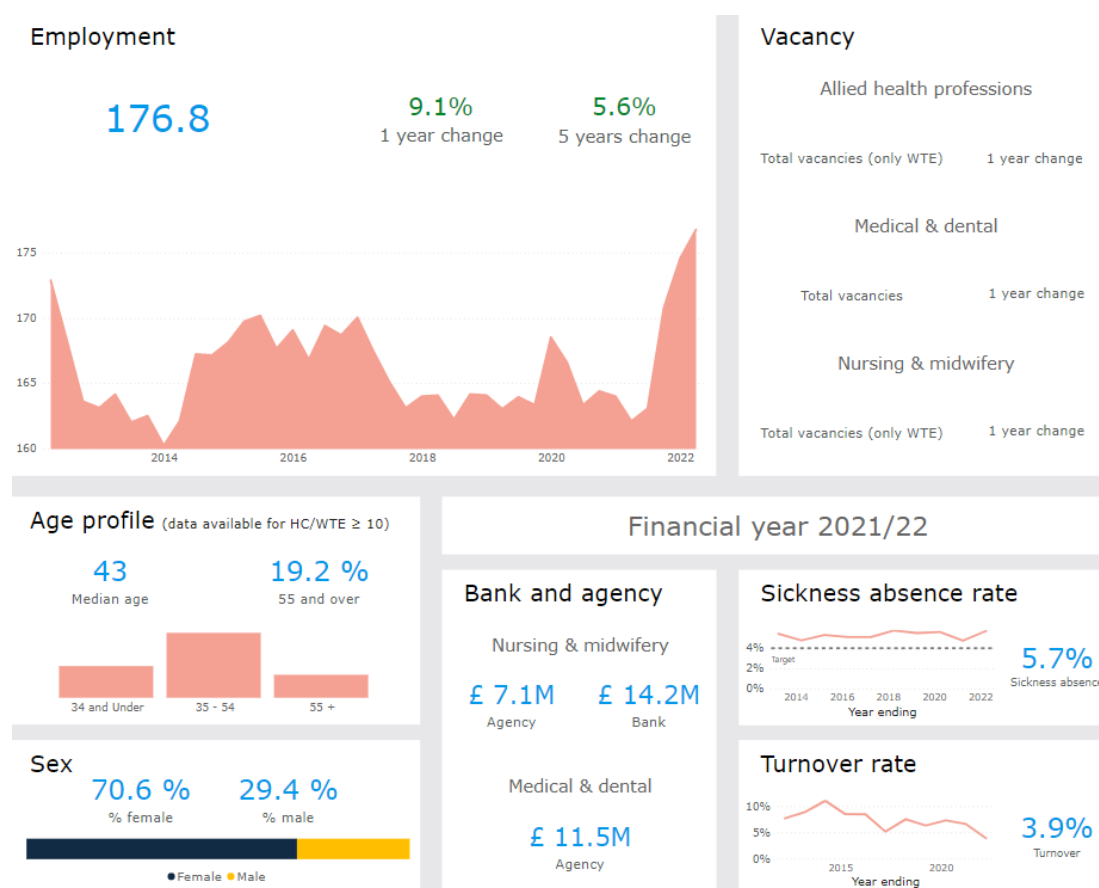 Employment
176.8
9.1%
1 year change
5.6%
5 years change
175
170
165
160
2014
2016
2018
2020
2022
Vacancy
Allied health professions
Total vacancies (only WTE)
1 year change
Medical & dental
Total vacancies
1 year change
Nursing & midwifery
Total vacancies (only WTE)
1 year change
Age profile (data available for HC/WTE ≥ 10)
43
Median age
19.2 %
55 and over
34 and Under
35 - 54
55 +
Sex
70.6 %
% female
29.4 %
% male
Female
Male
Financial year 2021/22
Bank and agency
Nursing & midwifery
£ 7.1M
Agency
£ 14.2M
Bank
Medical & dental
£ 11.5M
Agency
Sickness absence rate
4%
2%
0%
Target
2014
2016
2018
2020
2022
Year ending
5.7%
Sickness absence
Turnover rate
10%
5%
0%
2015
2020
Year ending
3.9%
Turnover